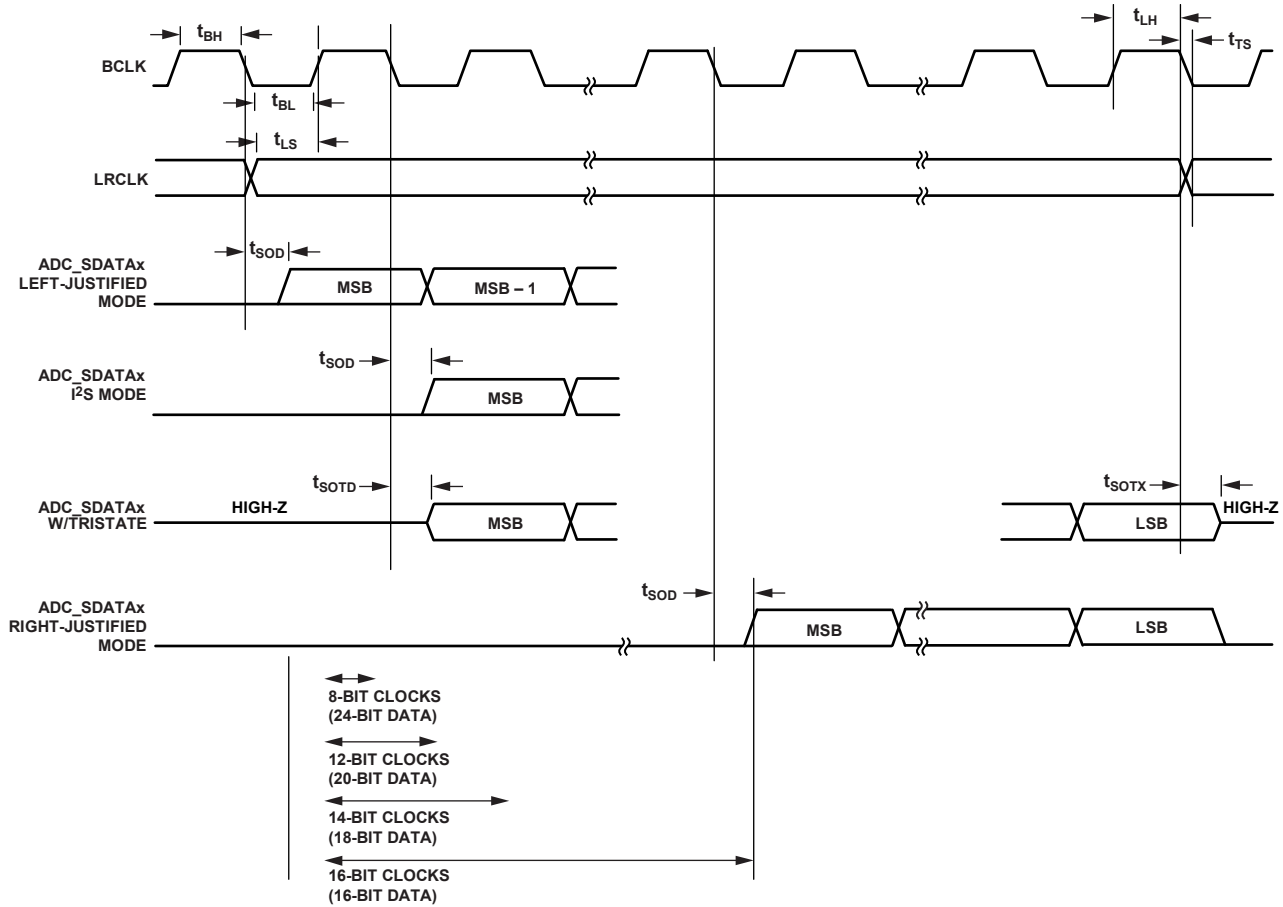 tBH
tLH
tTS
BCLK
tBL
tLS
LRCLK
tSOD
ADC_SDATAx
LEFT-JUSTIFIED
MODE
MSB
MSB – 1
tSOD
ADC_SDATAx
I2S MODE
MSB
tSOTD
tSOTX
ADC_SDATAx
W/TRISTATE
HIGH-Z
MSB
LSB
HIGH-Z
tSOD
ADC_SDATAx
RIGHT-JUSTIFIED
MODE
MSB
LSB
8-BIT CLOCKS
(24-BIT DATA)
12-BIT CLOCKS
(20-BIT DATA)
14-BIT CLOCKS
(18-BIT DATA)
16-BIT CLOCKS
(16-BIT DATA)